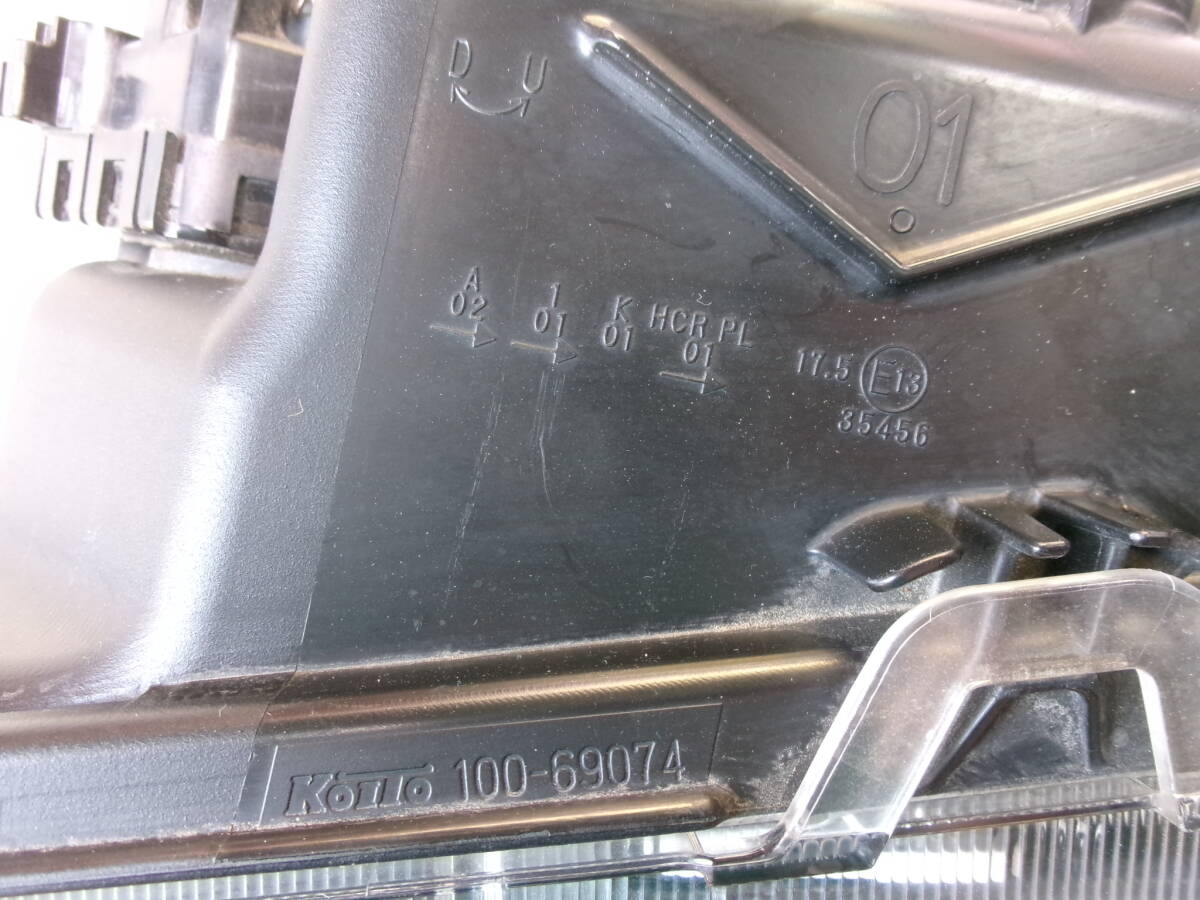 D U
01
A
02
1
01
K
01
HCR PL
01
17.5 E13
35456
KOITO 100-69074